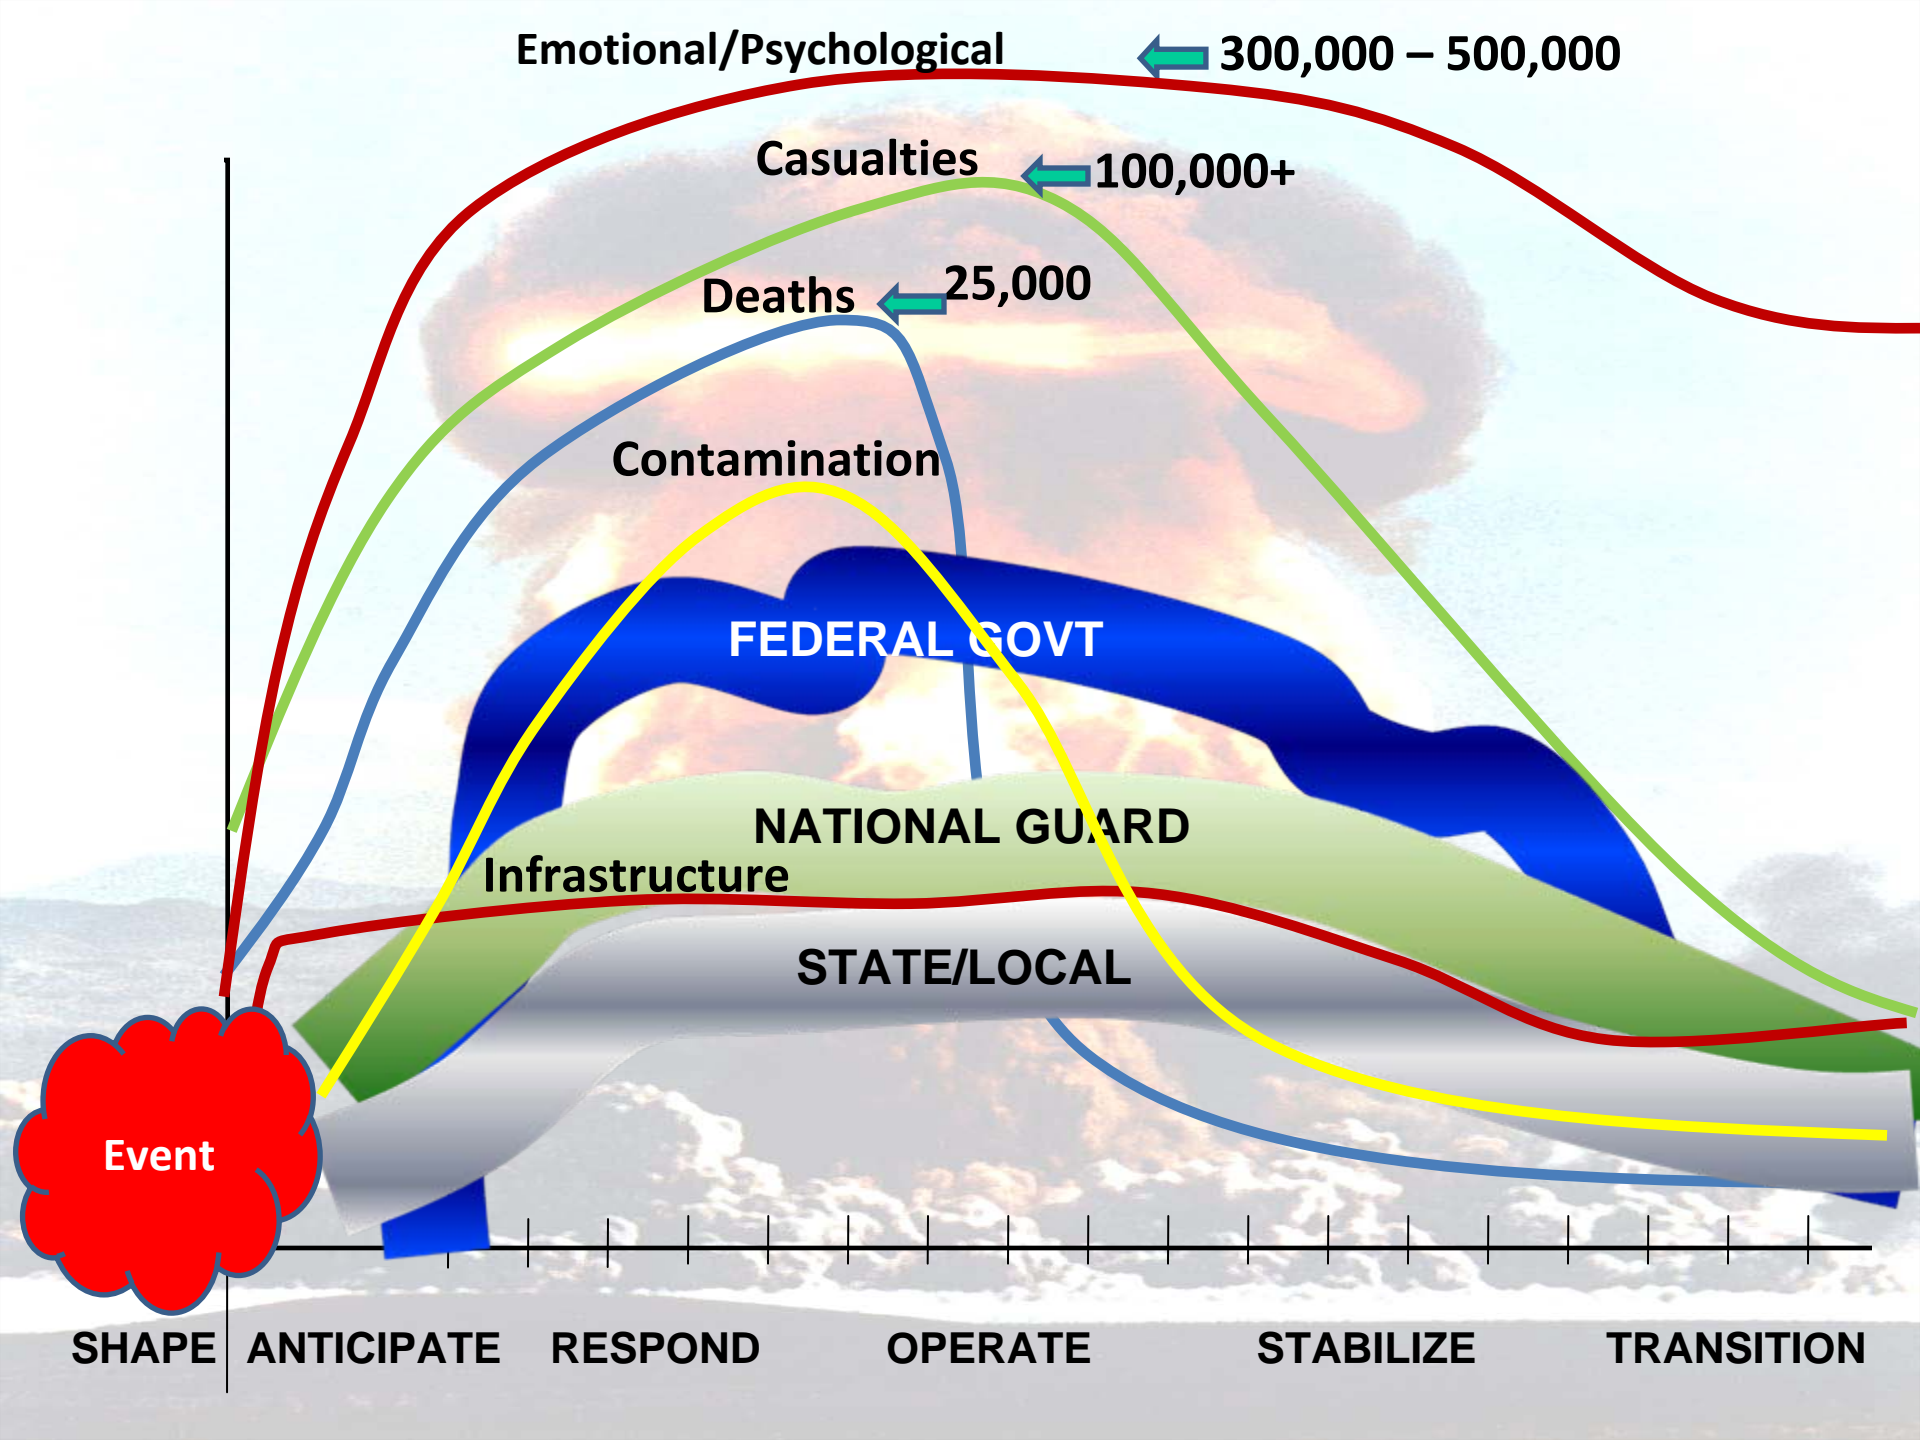 Emotional/Psychological
300,000 – 500,000
Casualties
100,000+
Deaths
25,000
Contamination
FEDERAL GOVT
NATIONAL GUARD
Infrastructure
STATE/LOCAL
Event
SHAPE
ANTICIPATE
RESPOND
OPERATE
STABILIZE
TRANSITION